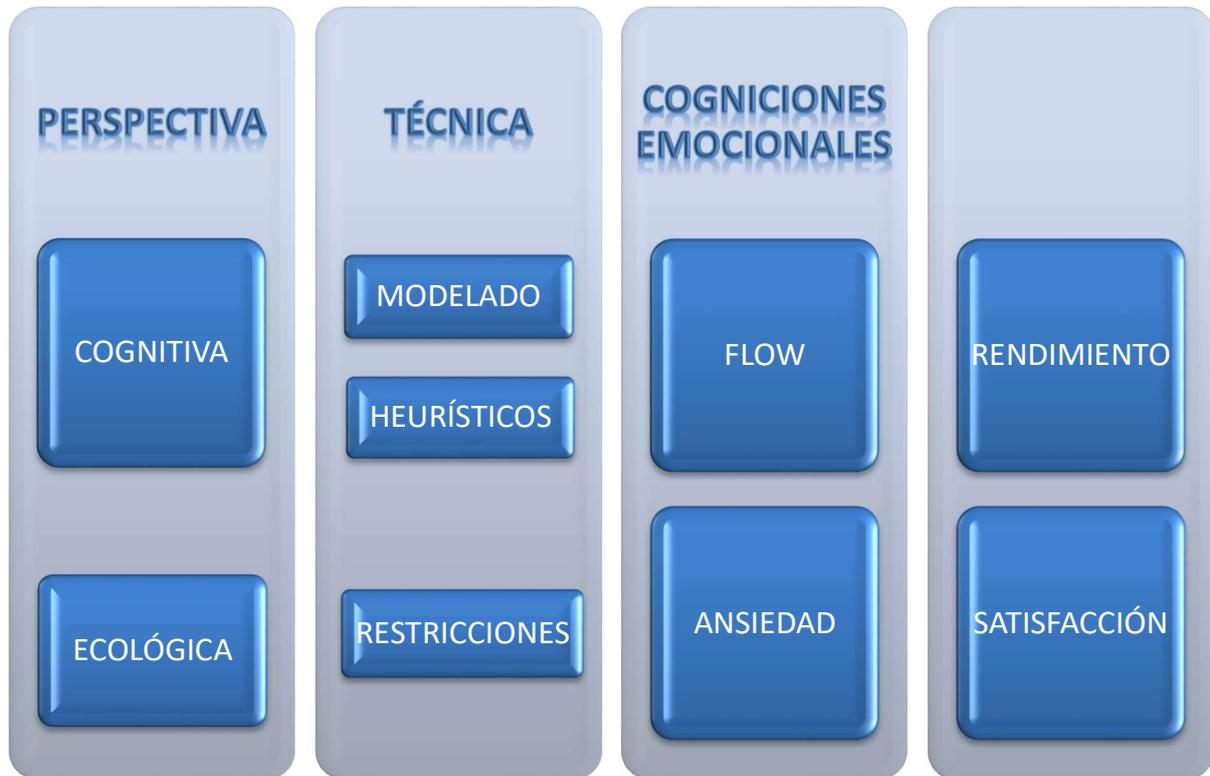 PERSPECTIVA
COGNITIVA
ECOLÓGICA
TÉCNICA
MODELADO
HEURÍSTICOS
RESTRICCIONES
COGNICIONES
EMOCIONALES
FLOW
ANSIEDAD
RENDIMIENTO
SATISFACCIÓN